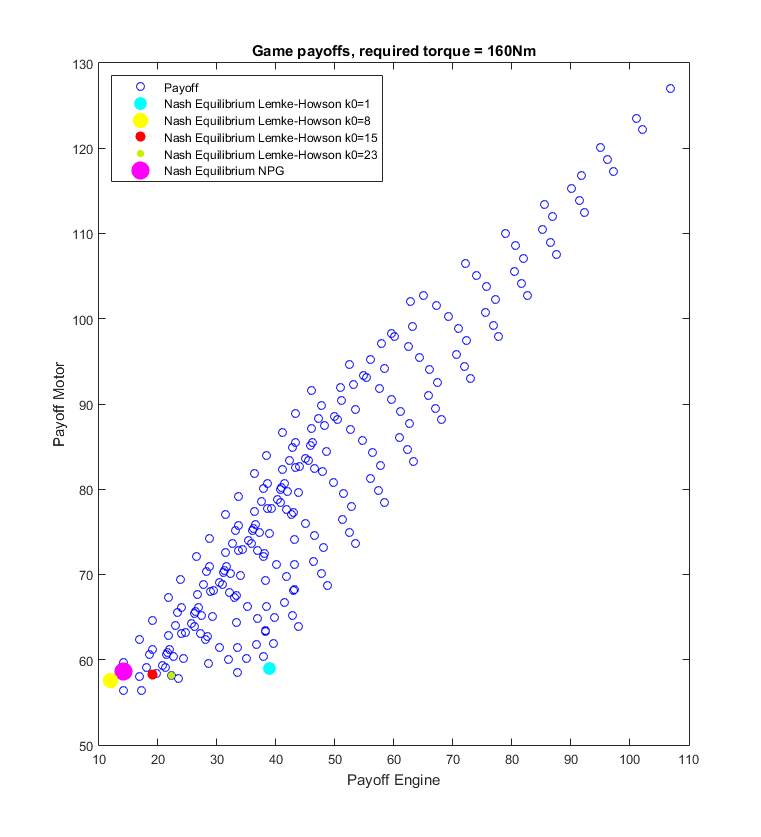 Game payoffs, required torque = 160Nm
Payoff
Nash Equilibrium Lemke-Howson k0=1
Nash Equilibrium Lemke-Howson k0=8
Nash Equilibrium Lemke-Howson k0=15
Nash Equilibrium Lemke-Howson k0=23
Nash Equilibrium NPG
130
120
110
100
90
80
70
60
50
Payoff Motor
10 20 30 40 50 60 70 80 90 100 110
Payoff Engine